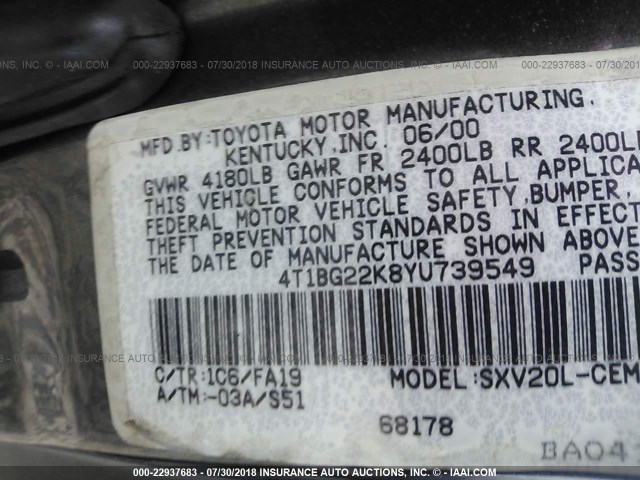 000-22937683 - 07/30/2018 INSURANCE AUTO AUCTIONS, INC. © - IAAI.COM
MFD.BY:TOYOTA MOTOR MANUFACTURING.
KENTUCKY,INC. 06/00
GVWR 4180LB GAWR FR 2400LB RR 2400L
THIS VEHICLE CONFORMS TO ALL APPLICA
FEDERAL MOTOR VEHICLE SAFETY,BUMPER,
THEFT PREVENTION STANDARDS IN EFFECT
THE DATE OF MANUFACTURE SHOWN ABOVE
4T1BG22K8YU739549 PASS
C/TR:1C6/FA19 MODEL:SXV20L-CEM
A/TM:-03A/S51
68178
BA04
000-22937683 - 07/30/2018 INSURANCE AUTO AUCTIONS, INC. © - IAAI.COM